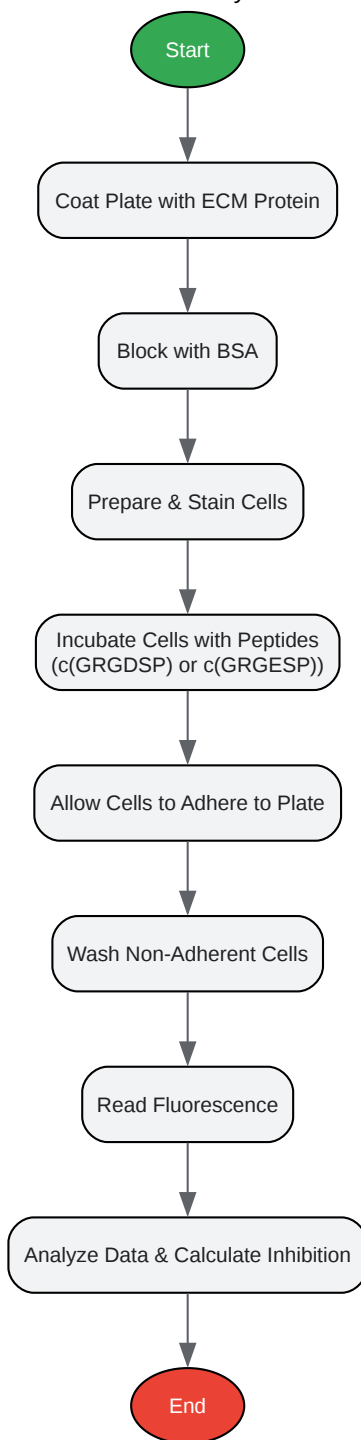 Start
Coat Plate with ECM Protein
Block with BSA
Prepare & Stain Cells
Incubate Cells with Peptides
(c(GRGDSP) or c(GRGESP))
Allow Cells to Adhere to Plate
Wash Non-Adherent Cells
Read Fluorescence
Analyze Data & Calculate Inhibition
End